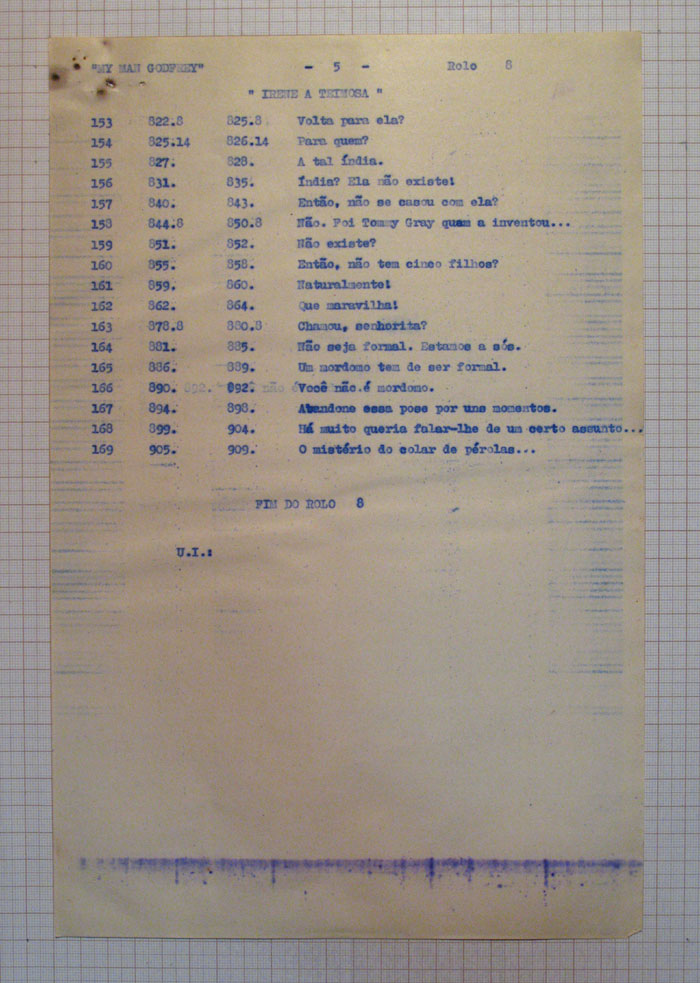 "MY MAN GODFREY" - 5 - Rolo 8
" IRENE A TEIMOSA "
153 822.8 825.8 Volta para ela?
154 825.14 826.14 Para quem?
155 827. 828. A tal Índia.
156 831. 835. Índia? Ela não existe!
157 840. 843. Então, não se casou com ela?
158 844.8 850.8 Não. Foi Tommy Gray quem a inventou...
159 851. 852. Não existe?
160 855. 858. Então, não tem cinco filhos?
161 859. 860. Naturalmente!
162 862. 864. Que maravilha!
163 878.8 880.8 Chamou, senhorita?
164 881. 885. Não seja formal. Estamos a sós.
165 886. 889. Um mordomo tem de ser formal.
166 890. 892. Você não é mordomo.
167 894. 898. Abandone essa pose por uns momentos.
168 899. 904. Há muito queria falar-lhe de um certo assunto...
169 905. 909. O mistério do colar de pérolas...
FIM DO ROLO 8
U.I.: